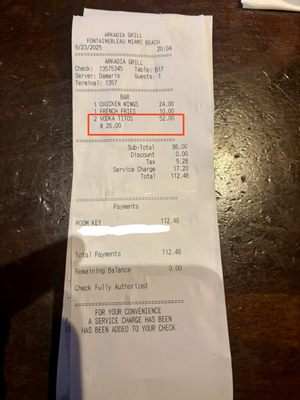 ARKADIA GRILL
FONTAINEBLEAU MIAMI BEACH
9/23/2025 20:04
===========================
ARKADIA GRILL
Check: 13575345 Table: B17
Server: Damaris Guests: 1
Terminal: 1357
===========================
BAR
1 CHICKEN WINGS 24.00
1 FRENCH FRIES 10.00
2 VODKA TITOS 52.00
@ 26.00
===========================
Sub-Total 86.00
Discount 0.00
Tax 9.28
Service Charge 17.20
Total 112.48
===========================
Payments
ROOM KEY 112.48
Total Payments 112.48
Remaining Balance 0.00
Check Fully Authorized
===========================
FOR YOUR CONVENIENCE
A SERVICE CHARGE HAS
BEEN ADDED TO YOUR CHECK